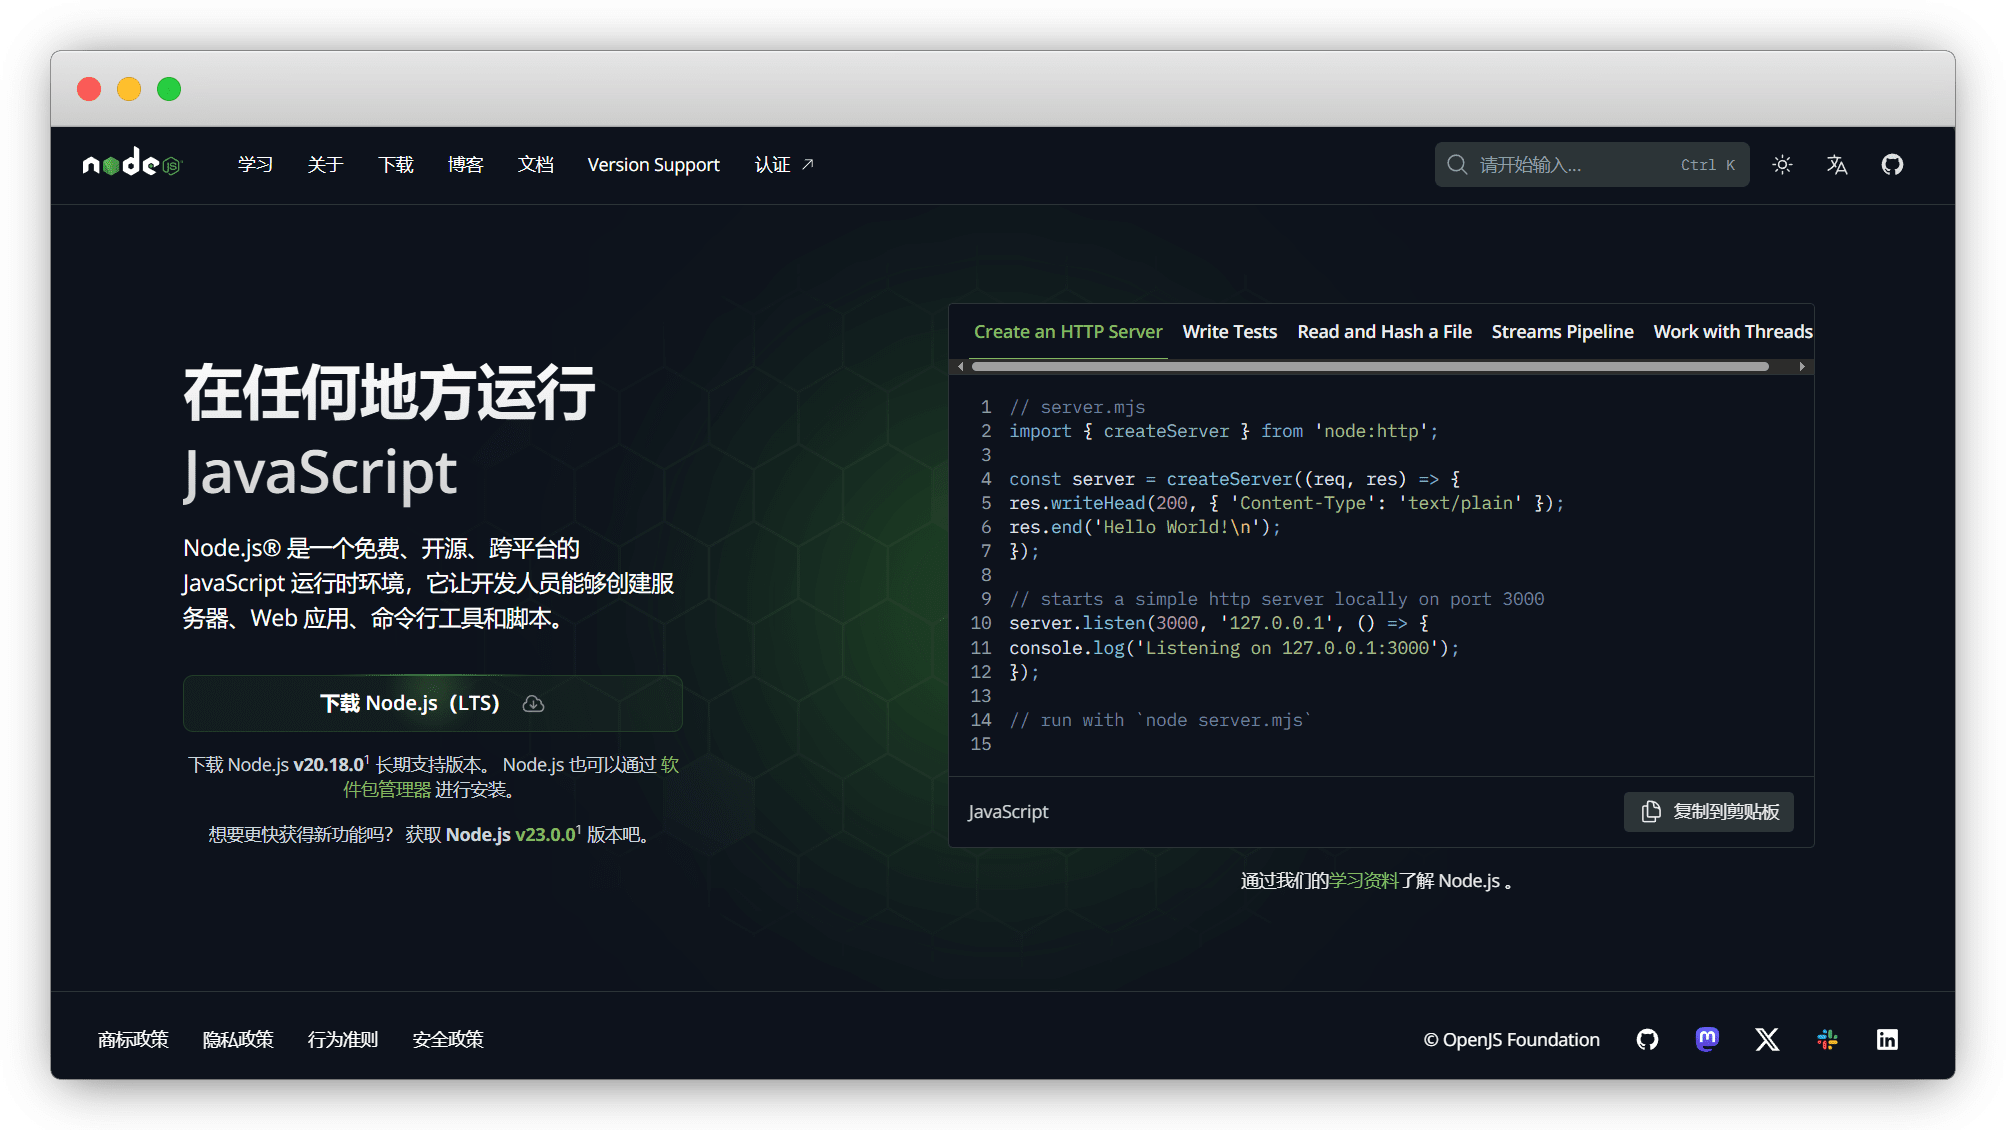 node JS
学习 关于 下载 博客 文档 Version Support 认证
请开始输入... Ctrl K
在任何地方运行
JavaScript
Node.js® 是一个免费、开源、跨平台的
JavaScript 运行时环境，它让开发人员能够创建服
务器、Web 应用、命令行工具和脚本。
下载 Node.js（LTS）
下载 Node.js v20.18.0¹ 长期支持版本。 Node.js 也可以通过 软
件包管理器 进行安装。
想要更快获得新功能吗？ 获取 Node.js v23.0.0¹ 版本吧。
Create an HTTP Server Write Tests Read and Hash a File Streams Pipeline Work with Threads
1 // server.mjs
2 import { createServer } from 'node:http';
3
4 const server = createServer((req, res) => {
5 res.writeHead(200, { 'Content-Type': 'text/plain' });
6 res.end('Hello World!\n');
7 });
8
9 // starts a simple http server locally on port 3000
10 server.listen(3000, '127.0.0.1', () => {
11 console.log('Listening on 127.0.0.1:3000');
12 });
13
14 // run with `node server.mjs`
15
JavaScript
复制到剪贴板
通过我们的学习资料了解 Node.js 。
商标政策 隐私政策 行为准则 安全政策
© OpenJS Foundation